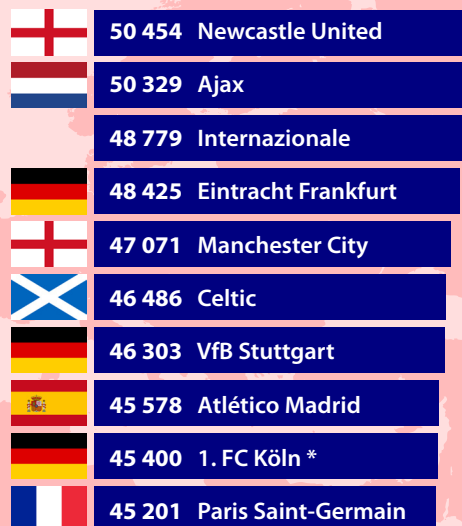 50 454 Newcastle United
50 329 Ajax
48 779 Internazionale
48 425 Eintracht Frankfurt
47 071 Manchester City
46 486 Celtic
46 303 VfB Stuttgart
45 578 Atlético Madrid
45 400 1. FC Köln *
45 201 Paris Saint-Germain